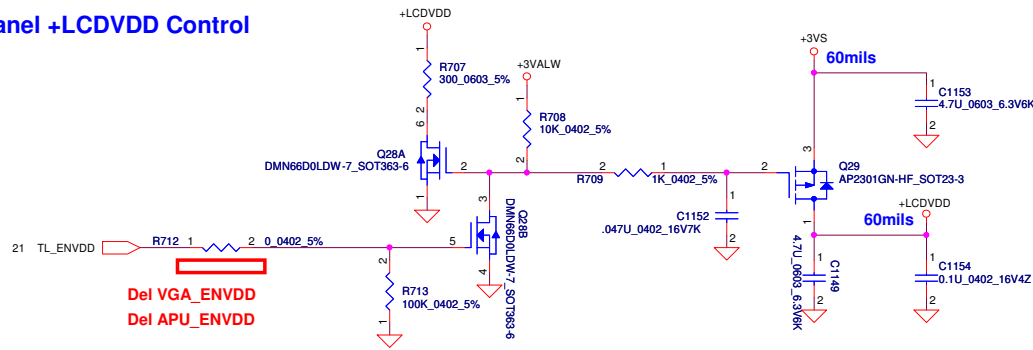 anel +LCDVDD Control
+LCDVDD
1
R707
300_0603_5%
2
6
Q28A
DMN66D0LDW-7_SOT363-6
2
1
+3VALW
1
R708
10K_0402_5%
2
R709
1
1K_0402_5%
2
C1152
.047U_0402_16V7K
1
2
+3VS
60mils
1
C1153
4.7U_0603_6.3V6K
2
3
Q29
AP2301GN-HF_SOT23-3
1
+LCDVDD
60mils
1
C1149
4.7U_0603_6.3V6K
2
1
C1154
0.1U_0402_16V4Z
2
3
Q28B
DMN66D0LDW-7_SOT363-6
5
4
21 TL_ENVDD
R712 1 2 0_0402_5%
Del VGA_ENVDD
Del APU_ENVDD
2
R713
100K_0402_5%
1